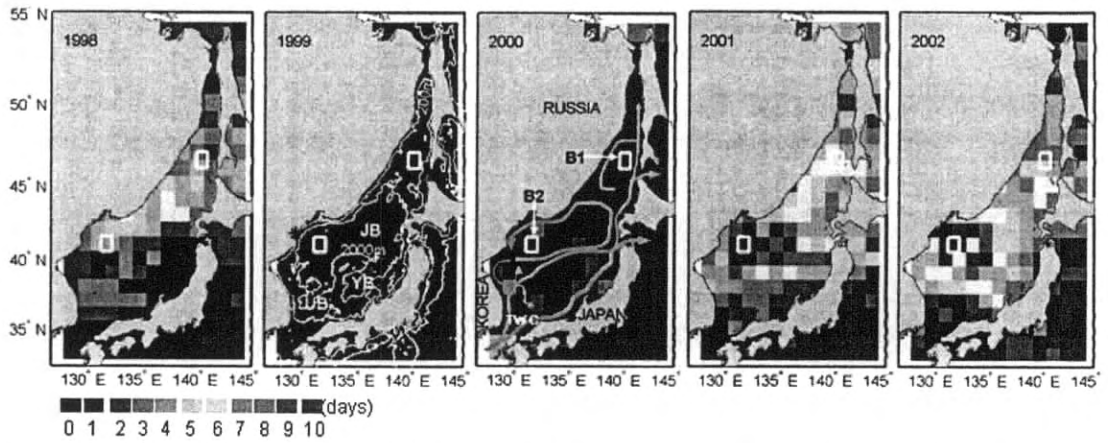 55° N
50° N
45° N
40° N
35° N
1998
1999
2000
2001
2002
RUSSIA
B1
B2
JB
2000m
YB
UB
KOREA
JAPAN
TWC
130° E 135° 140° E 145°
130° E 135° 140° E 145°
130° E 135° 140° E 145°
130° E 135° 140° E 145°
130° E 135° 140° E 145°
0 1 2 3 4 5 6 7 8 9 10 (days)